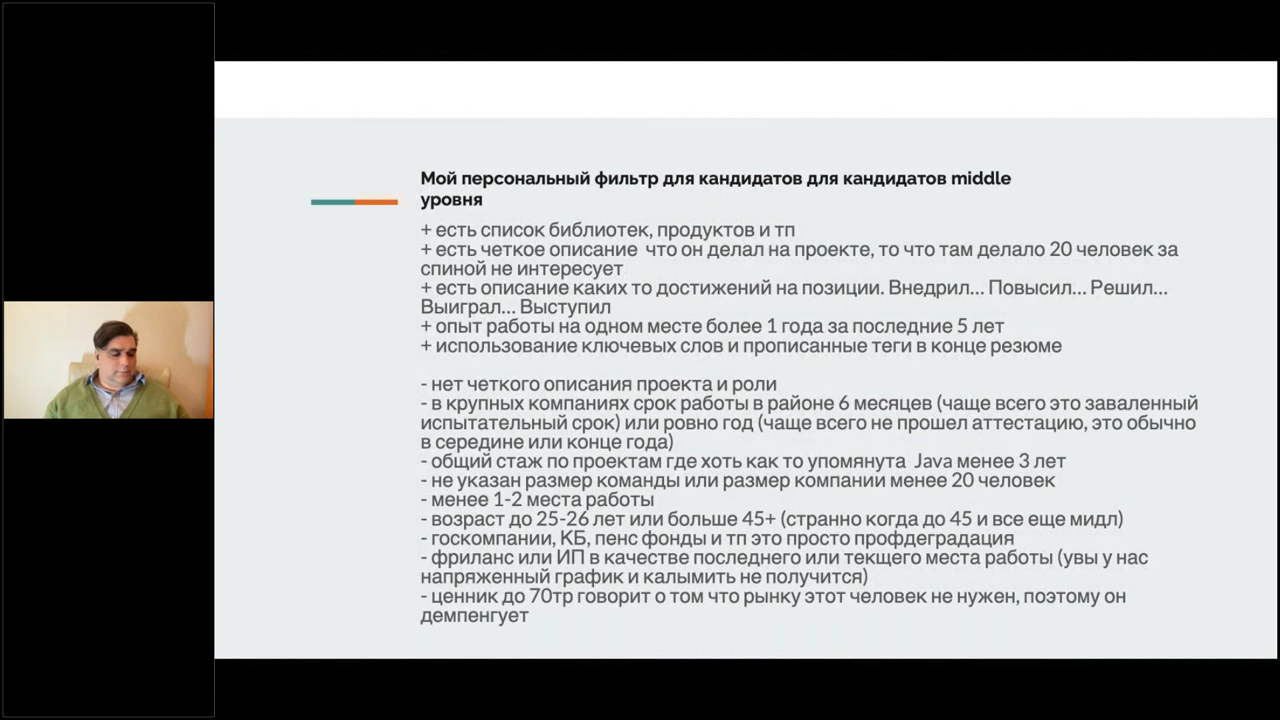 Мой персональный фильтр для кандидатов для кандидатов middle
уровня
+ есть список библиотек, продуктов и тп
+ есть четкое описание что он делал на проекте, то что там делало 20 человек за
спиной не интересует
+ есть описание каких то достижений на позиции. Внедрил... Повысил... Решил...
Выиграл... Выступил
+ опыт работы на одном месте более 1 года за последние 5 лет
+ использование ключевых слов и прописанные теги в конце резюме
- нет четкого описания проекта и роли
- в крупных компаниях срок работы в районе 6 месяцев (чаще всего это заваленный
испытательный срок) или ровно год (чаще всего не прошел аттестацию, это обычно
в середине или конце года)
- общий стаж по проектам где хоть как то упомянута Java менее 3 лет
- не указан размер команды или размер компании менее 20 человек
- менее 1-2 места работы
- возраст до 25-26 лет или больше 45+ (странно когда до 45 и все еще мидл)
- госкомпании, КБ, пенс фонды и тп это просто профдеградация
- фриланс или ИП в качестве последнего или текщего места работы (увы у нас
напряженный график и калымить не получится)
- ценник до 70тр говорит о том что рынку этот человек не нужен, поэтому он
демпенгует